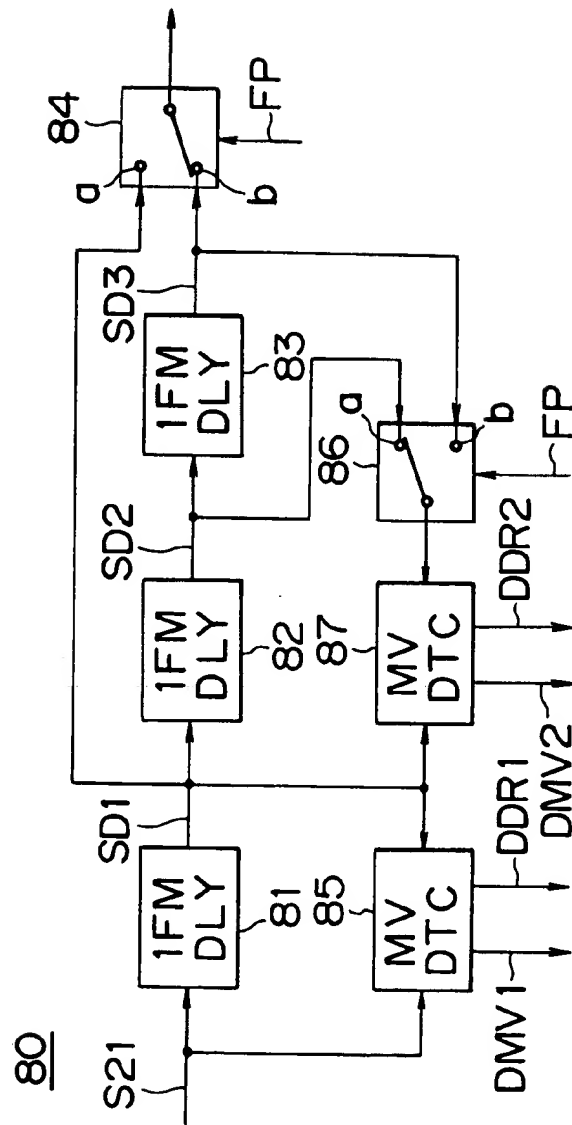 80
S21
1FM
DLY
81
SD1
1FM
DLY
82
SD2
1FM
DLY
83
SD3
84
a
b
FP
85
MV
DTC
DMV1
DDR1
87
MV
DTC
DMV2
DDR2
86
a
b
FP